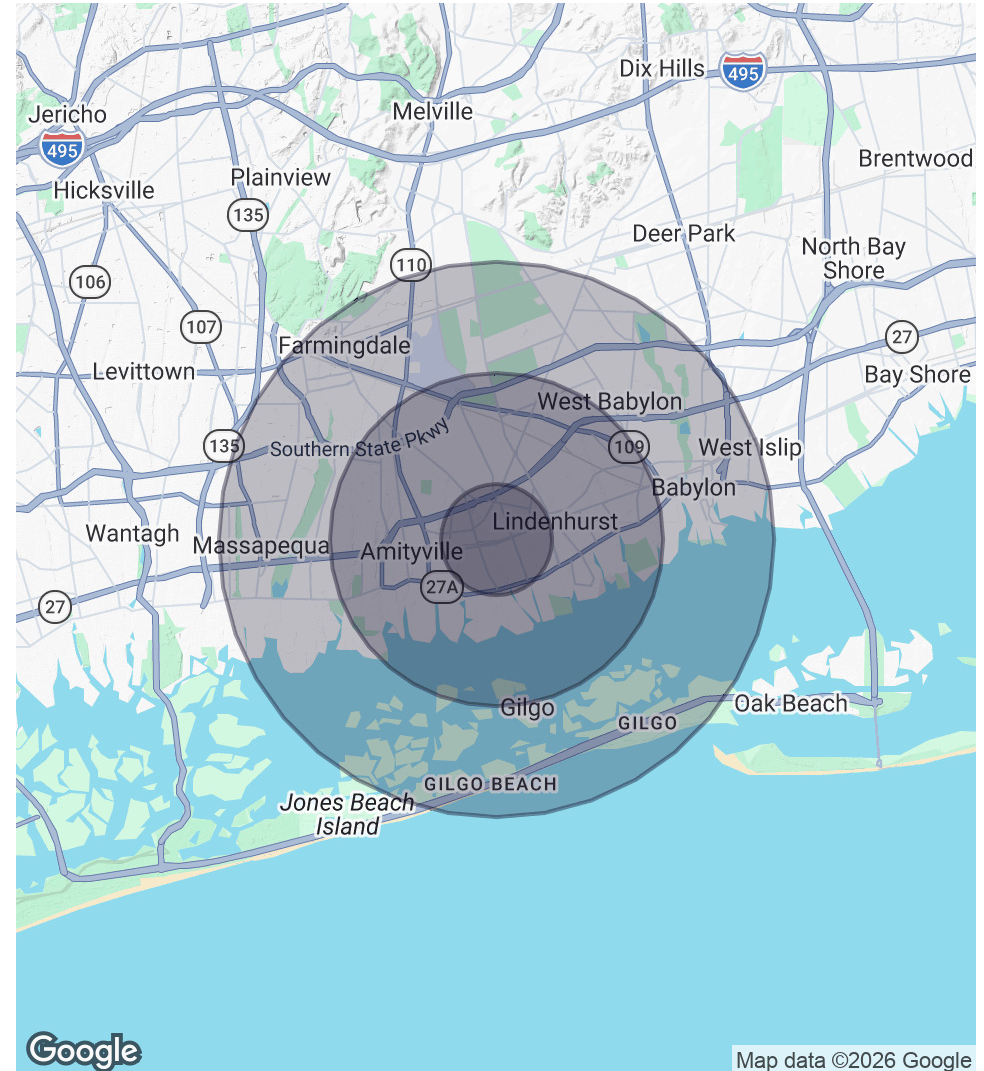 Dix Hills
495
Jericho
Melville
495
Brentwood
Hicksville
Plainview
135
Deer Park
North Bay
Shore
110
106
107
27
Farmingdale
Levittown
Bay Shore
West Babylon
135
Southern State Pkwy
109
West Islip
Babylon
Lindenhurst
Wantagh
Massapequa
Amityville
27A
27
Gilgo
Oak Beach
GILGO
GILGO BEACH
Jones Beach
Island
Google
Map data ©2026 Google